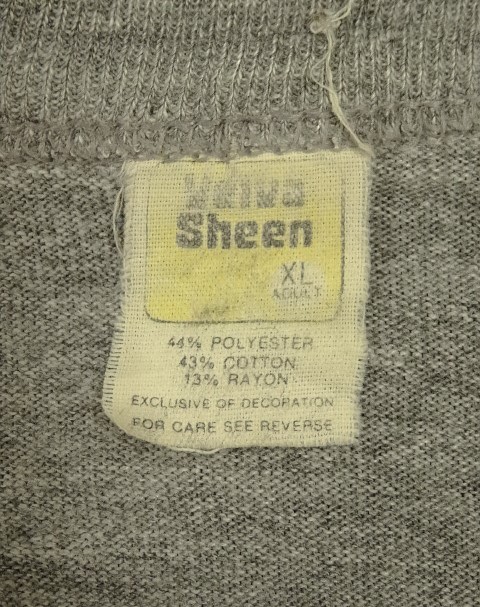 Velva
Sheen
XL
ADULT
44% POLYESTER
43% COTTON
13% RAYON
EXCLUSIVE OF DECORATION
FOR CARE SEE REVERSE